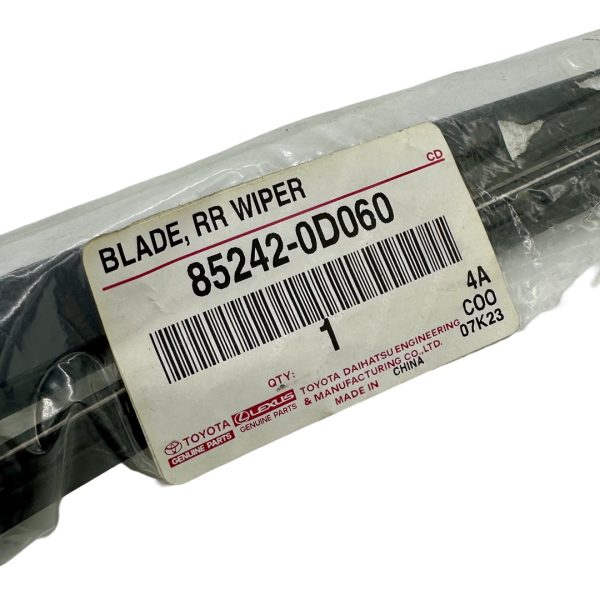 CD
BLADE, RR WIPER
85242-0D060
1
4A
COO
07K23
QTY:
TOYOTA DAIHATSU ENGINEERING
& MANUFACTURING CO., LTD.
MADE IN CHINA
TOYOTA
GENUINE PARTS
LEXUS
GENUINE PARTS